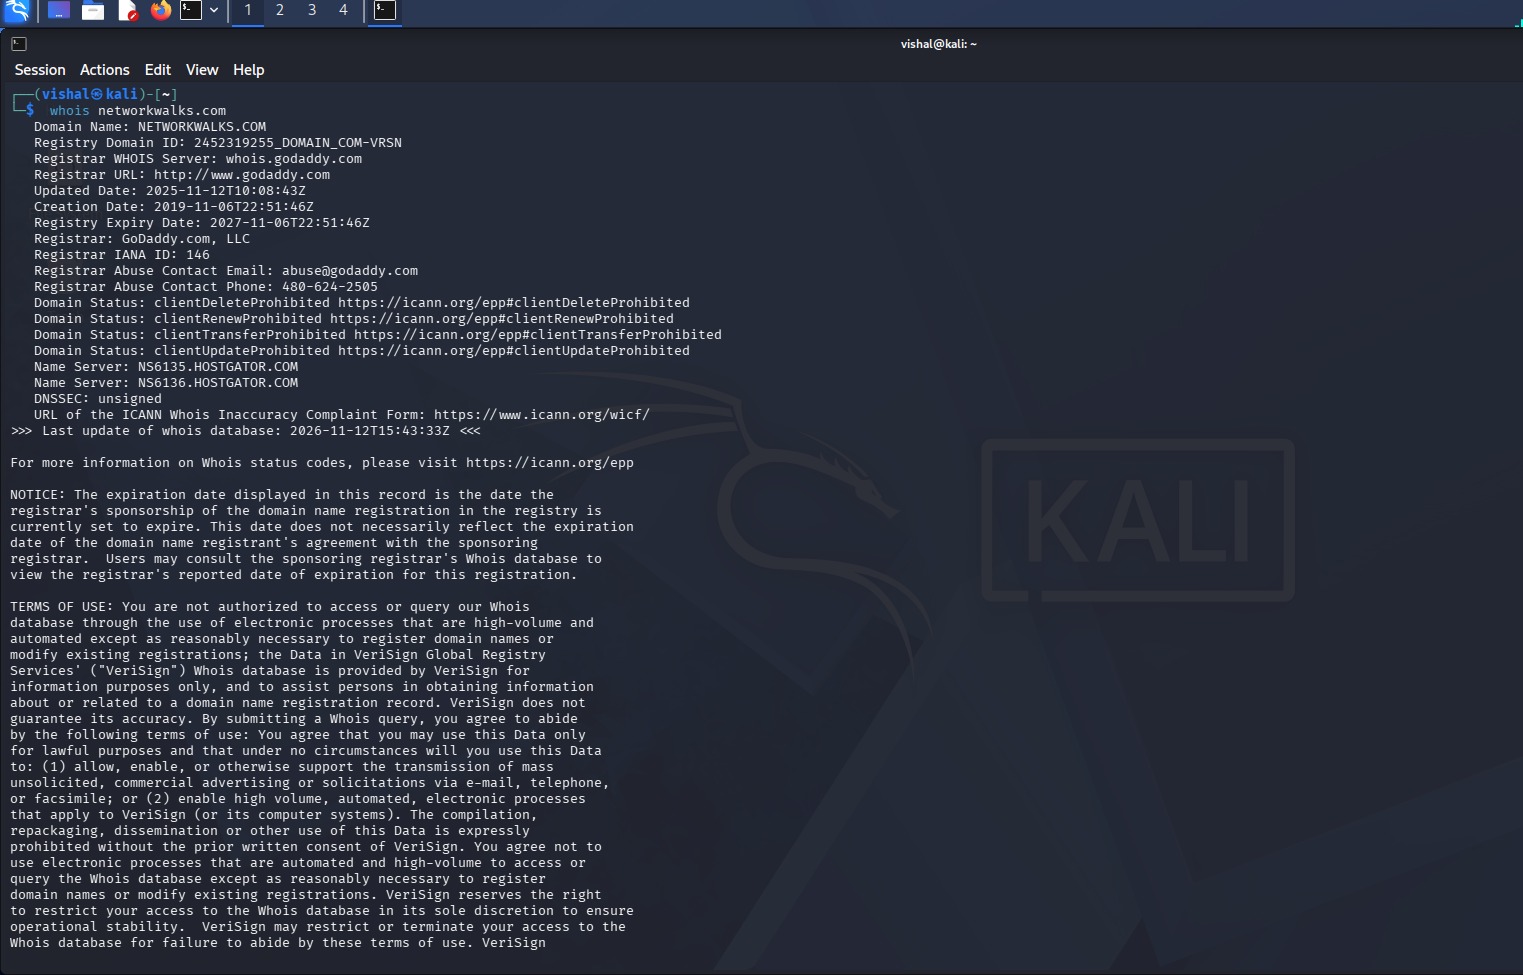 1 2 3 4
vishal@kali: ~
Session Actions Edit View Help
┌──(vishal㉿kali)-[~]
└─$ whois networkwalks.com
Domain Name: NETWORKWALKS.COM
Registry Domain ID: 2452319255_DOMAIN_COM-VRSN
Registrar WHOIS Server: whois.godaddy.com
Registrar URL: http://www.godaddy.com
Updated Date: 2025-11-12T10:08:43Z
Creation Date: 2019-11-06T22:51:46Z
Registry Expiry Date: 2027-11-06T22:51:46Z
Registrar: GoDaddy.com, LLC
Registrar IANA ID: 146
Registrar Abuse Contact Email: abuse@godaddy.com
Registrar Abuse Contact Phone: 480-624-2505
Domain Status: clientDeleteProhibited https://icann.org/epp#clientDeleteProhibited
Domain Status: clientRenewProhibited https://icann.org/epp#clientRenewProhibited
Domain Status: clientTransferProhibited https://icann.org/epp#clientTransferProhibited
Domain Status: clientUpdateProhibited https://icann.org/epp#clientUpdateProhibited
Name Server: NS6135.HOSTGATOR.COM
Name Server: NS6136.HOSTGATOR.COM
DNSSEC: unsigned
URL of the ICANN Whois Inaccuracy Complaint Form: https://www.icann.org/wicf/
>>> Last update of whois database: 2026-11-12T15:43:33Z <<<
For more information on Whois status codes, please visit https://icann.org/epp
NOTICE: The expiration date displayed in this record is the date the
registrar's sponsorship of the domain name registration in the registry is
currently set to expire. This date does not necessarily reflect the expiration
date of the domain name registrant's agreement with the sponsoring
registrar.  Users may consult the sponsoring registrar's Whois database to
view the registrar's reported date of expiration for this registration.
TERMS OF USE: You are not authorized to access or query our Whois
database through the use of electronic processes that are high-volume and
automated except as reasonably necessary to register domain names or
modify existing registrations; the Data in VeriSign Global Registry
Services' ("VeriSign") Whois database is provided by VeriSign for
information purposes only, and to assist persons in obtaining information
about or related to a domain name registration record. VeriSign does not
guarantee its accuracy. By submitting a Whois query, you agree to abide
by the following terms of use: You agree that you may use this Data only
for lawful purposes and that under no circumstances will you use this Data
to: (1) allow, enable, or otherwise support the transmission of mass
unsolicited, commercial advertising or solicitations via e-mail, telephone,
or facsimile; or (2) enable high volume, automated, electronic processes
that apply to VeriSign (or its computer systems). The compilation,
repackaging, dissemination or other use of this Data is expressly
prohibited without the prior written consent of VeriSign. You agree not to
use electronic processes that are automated and high-volume to access or
query the Whois database except as reasonably necessary to register
domain names or modify existing registrations. VeriSign reserves the right
to restrict your access to the Whois database in its sole discretion to ensure
operational stability.  VeriSign may restrict or terminate your access to the
Whois database for failure to abide by these terms of use. VeriSign
KALI